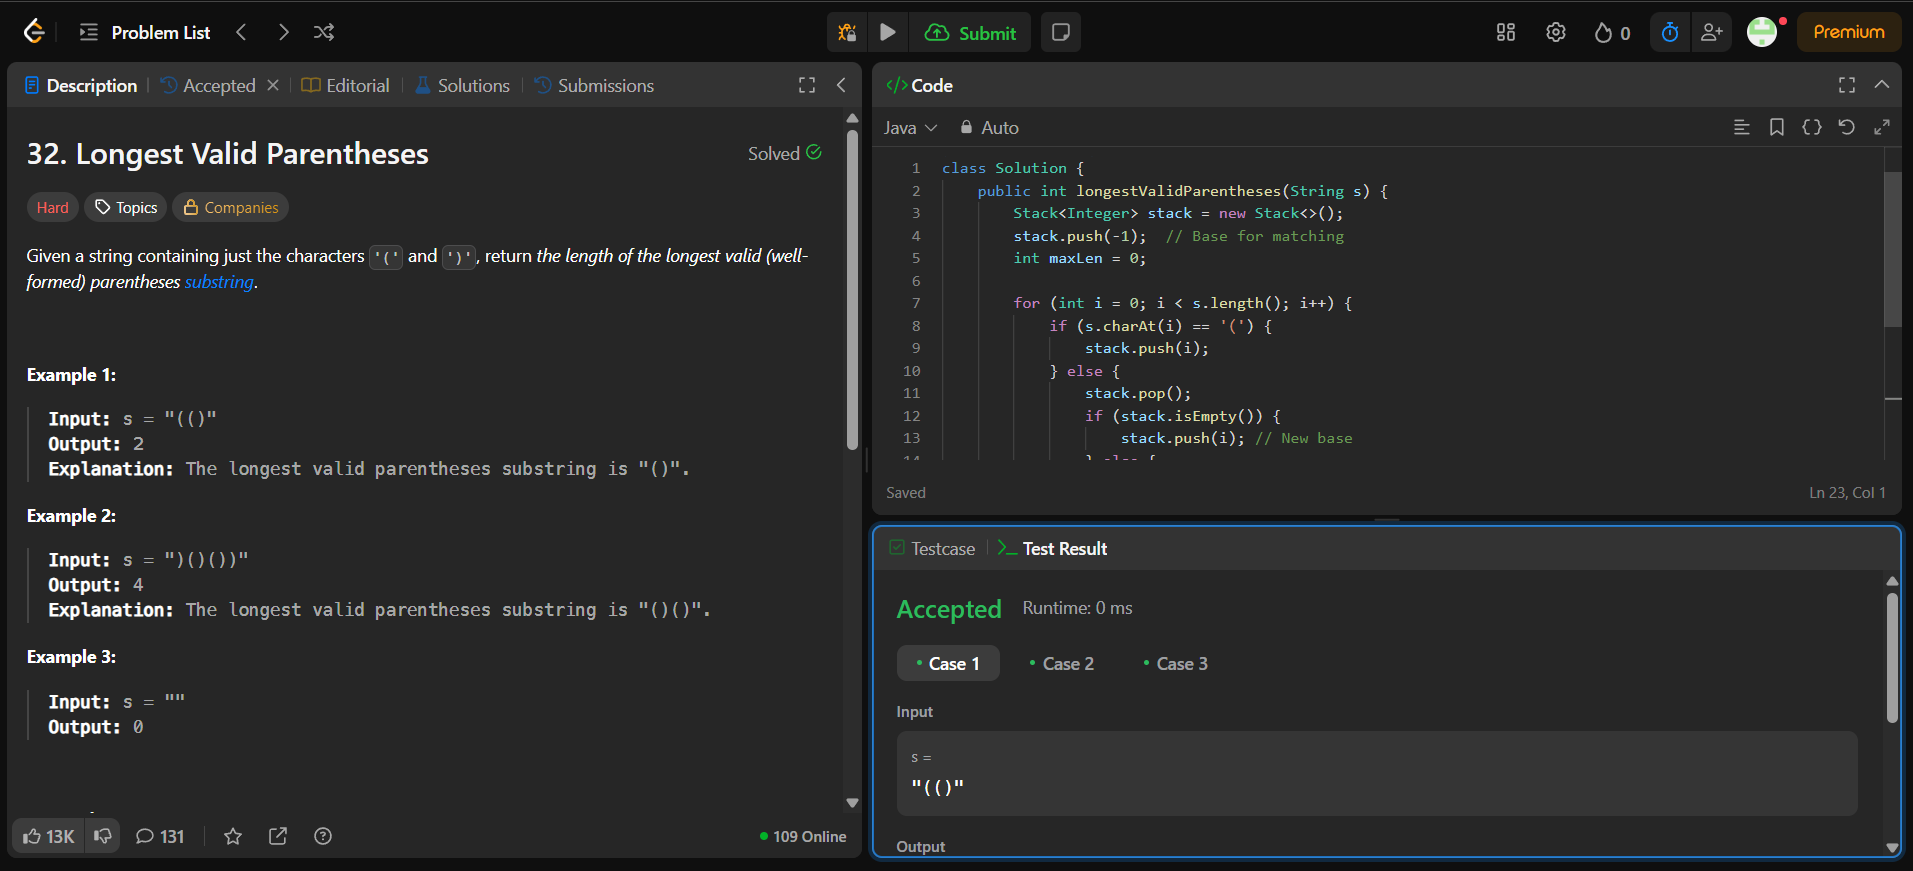 Problem List
Submit
0
Premium
Description
Accepted
Editorial
Solutions
Submissions
32. Longest Valid Parentheses
Solved
Hard
Topics
Companies
Given a string containing just the characters '(' and ')', return the length of the longest valid (well-
formed) parentheses substring.
Example 1:
Input: s = "(()"
Output: 2
Explanation: The longest valid parentheses substring is "()".
Example 2:
Input: s = ")()())"
Output: 4
Explanation: The longest valid parentheses substring is "()()".
Example 3:
Input: s = ""
Output: 0
13K
131
109 Online
</>Code
Java
Auto
1 class Solution {
2 public int longestValidParentheses(String s) {
3 Stack<Integer> stack = new Stack<>();
4 stack.push(-1);  // Base for matching
5 int maxLen = 0;
6
7 for (int i = 0; i < s.length(); i++) {
8 if (s.charAt(i) == '(') {
9 stack.push(i);
10 } else {
11 stack.pop();
12 if (stack.isEmpty()) {
13 stack.push(i); // New base
14 } else {
Saved
Ln 23, Col 1
Testcase
Test Result
Accepted
Runtime: 0 ms
Case 1
Case 2
Case 3
Input
s =
"(()"
Output